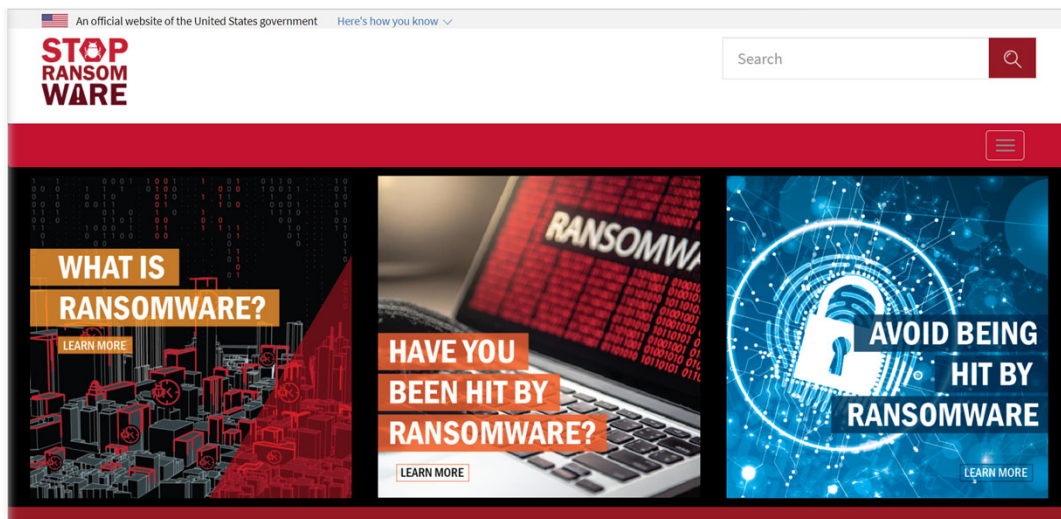 An official website of the United States government Here's how you know
STOP
RANSOM
WARE
Search
WHAT IS
RANSOMWARE?
LEARN MORE
RANSOMWA
HAVE YOU
BEEN HIT BY
RANSOMWARE?
LEARN MORE
AVOID BEING
HIT BY
RANSOMWARE
LEARN MORE